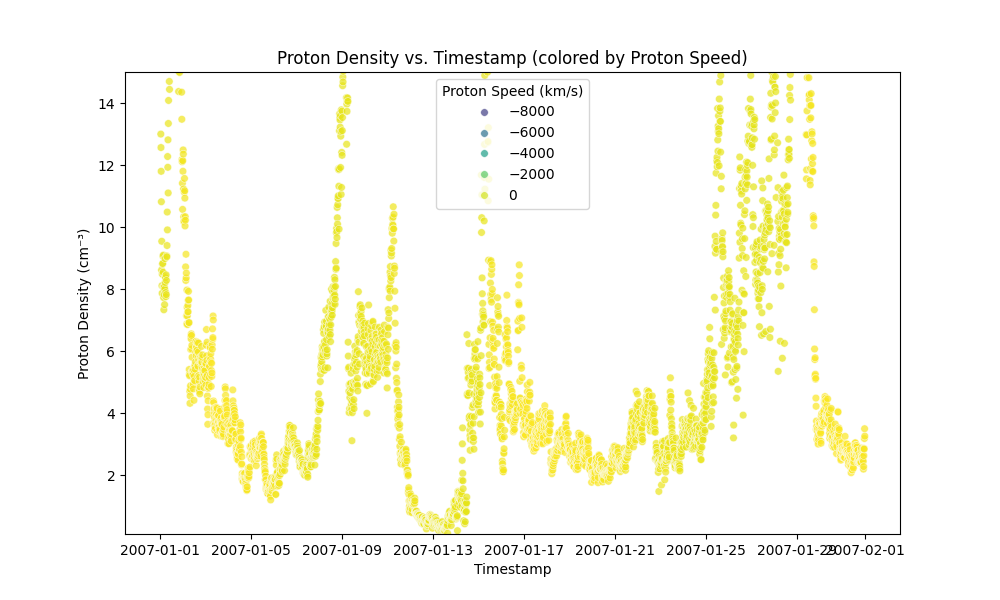 Proton Density vs. Timestamp (colored by Proton Speed)
Proton Speed (km/s)
−8000
−6000
−4000
−2000
0
14
12
10
8
6
4
2
Proton Density (cm⁻³)
2007-01-01 2007-01-05 2007-01-09 2007-01-13 2007-01-17 2007-01-21 2007-01-25 2007-01-29 2007-02-01
Timestamp